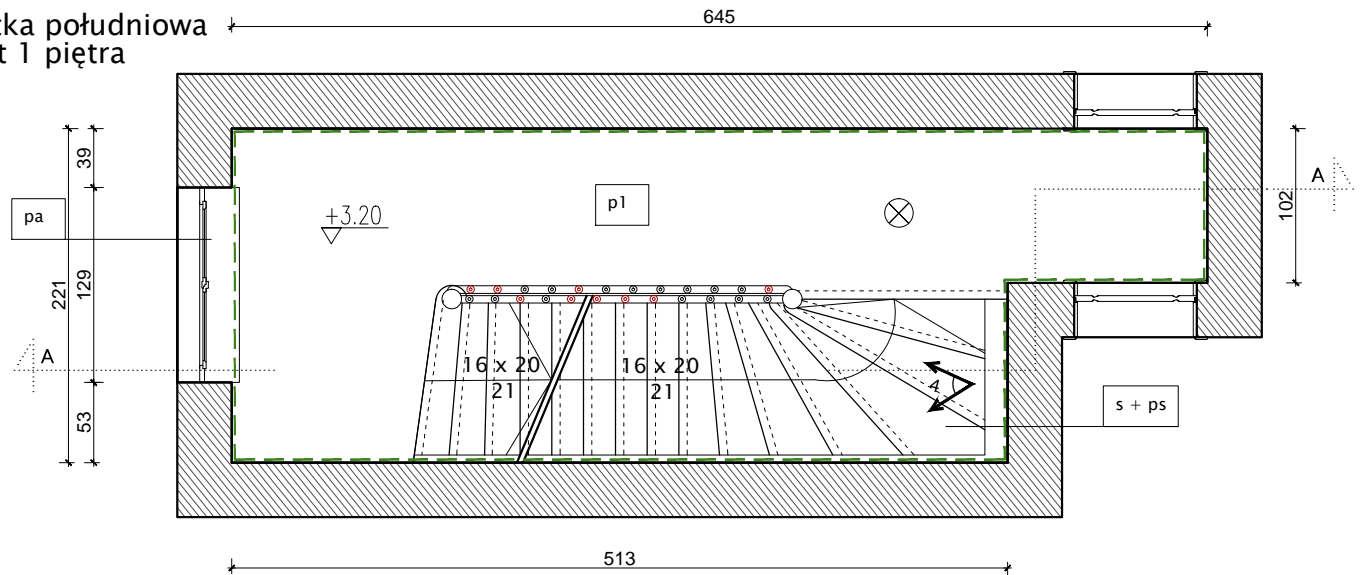 ka południowa
t 1 piętra
645
39
A
pa
+3.20
p1
102
221
129
A
16 x 20
21
16 x 20
21
4
s + ps
53
513